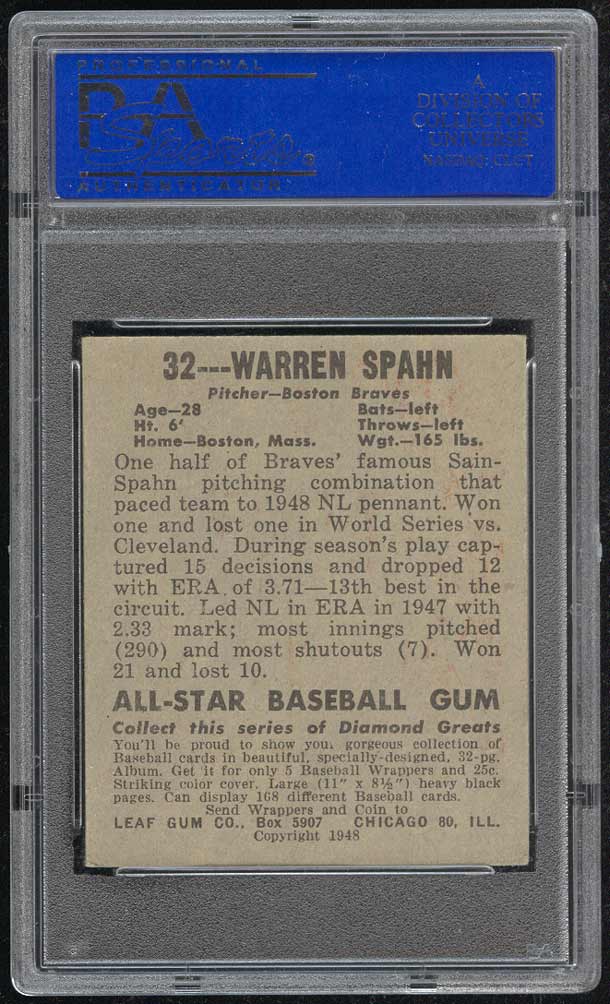 PROFESSIONAL
PSA
AUTHENTICATOR
A
DIVISION OF
COLLECTORS
UNIVERSE
NASDAQ: CLCT
32---WARREN SPAHN
Pitcher—Boston Braves
Age—28 Bats—left
Ht. 6' Throws—left
Home—Boston, Mass. Wgt.—165 lbs.
One half of Braves' famous Sain-
Spahn pitching combination that
paced team to 1948 NL pennant. Won
one and lost one in World Series vs.
Cleveland. During season's play cap-
tured 15 decisions and dropped 12
with ERA of 3.71—13th best in the
circuit. Led NL in ERA in 1947 with
2.33 mark; most innings pitched
(290) and most shutouts (7). Won
21 and lost 10.
ALL-STAR BASEBALL GUM
Collect this series of Diamond Greats
You'll be proud to show your gorgeous collection of
Baseball cards in beautiful, specially-designed, 32-pg.
Album. Get it for only 5 Baseball Wrappers and 25c.
Striking color cover. Large (11" x 8½") heavy black
pages. Can display 168 different Baseball cards.
Send Wrappers and Coin to
LEAF GUM CO., Box 5907 CHICAGO 80, ILL.
Copyright 1948